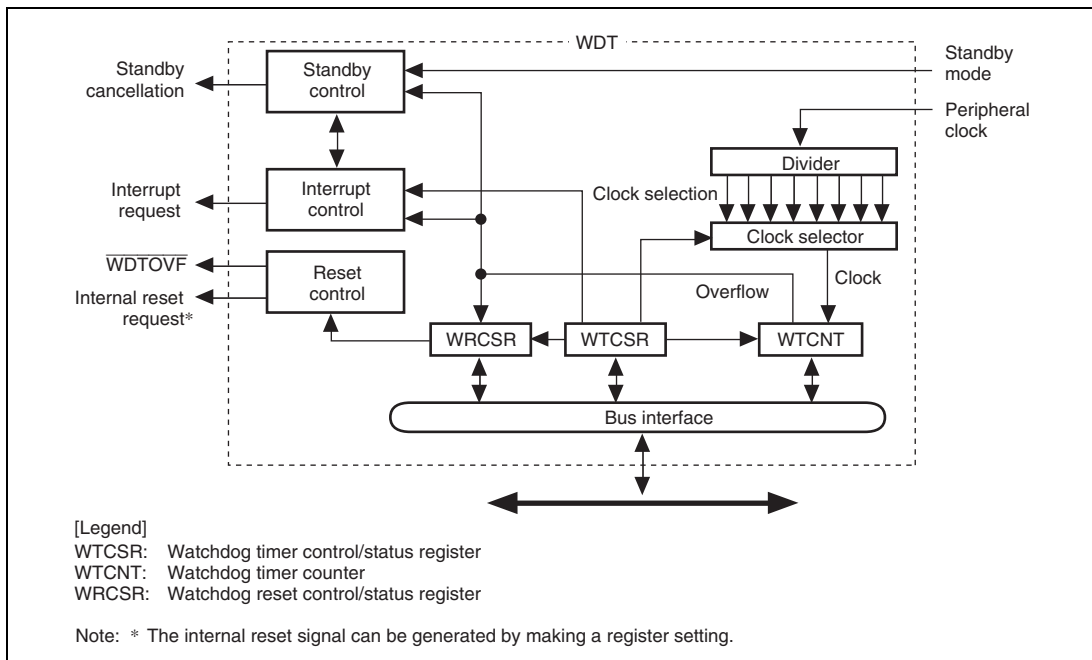 WDT
Standby
cancellation
Standby
control
Standby
mode
Peripheral
clock
Divider
Interrupt
request
Interrupt
control
Clock selection
Clock selector
WDTOVF
Internal reset
request*
Reset
control
Overflow
Clock
WRCSR
WTCSR
WTCNT
Bus interface
[Legend]
WTCSR: Watchdog timer control/status register
WTCNT: Watchdog timer counter
WRCSR: Watchdog reset control/status register
Note: * The internal reset signal can be generated by making a register setting.